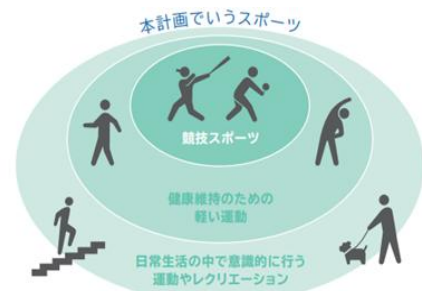 本計画でいうスポーツ
競技スポーツ
健康維持のための
軽い運動
日常生活の中で意識的に行う
運動やレクリエーション